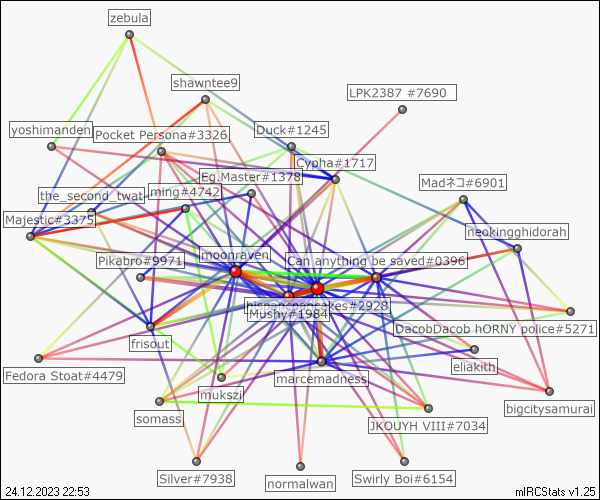 zebula
shawntee9
LPK2387 #7690
yoshimanden
Pocket Persona#3326
Duck#1245
Cypha#1717
Eg.Master#1378
Madネコ#6901
the_second_twat
ming#4742
Majestic#3375
neokingghidorah
moonraven
Pikabro#9971
Can anything be saved#0396
#2928
Mushy#1984
DacobDacob hORNY police#5271
frisout
eliakith
Fedora Stoat#4479
marcemadness
mukszi
bigcitysamurai
somass
JKOUYH VIII#7034
Silver#7938
normalwan
Swirly Boi#6154
24.12.2023 22:53
mIRCStats v1.25